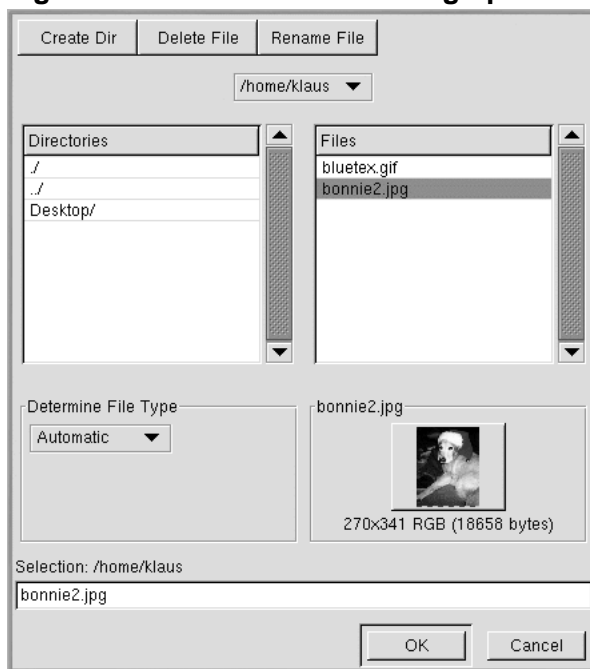 Create Dir Delete File Rename File
/home/klaus
Directories Files
./ bluetex.gif
../ bonnie2.jpg
Desktop/
Determine File Type bonnie2.jpg
Automatic
270x341 RGB (18658 bytes)
Selection: /home/klaus
bonnie2.jpg
OK Cancel